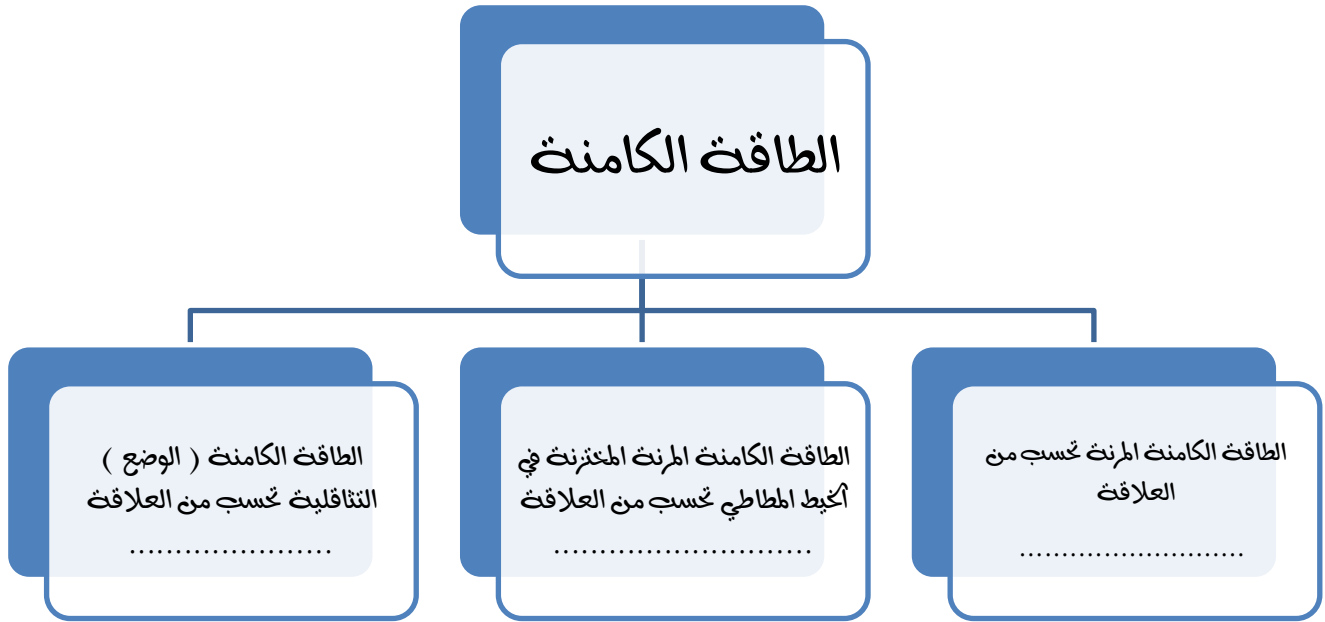 الطاقة الكامنة
الطاقة الكامنة المرنة تحسب من
العلاقة
...........................
الطاقة الكامنة المرنة المختزنة في
الخيط المطاطي تحسب من العلاقة
............................
الطاقة الكامنة ( الوضع )
التثاقلية تحسب من العلاقة
......................